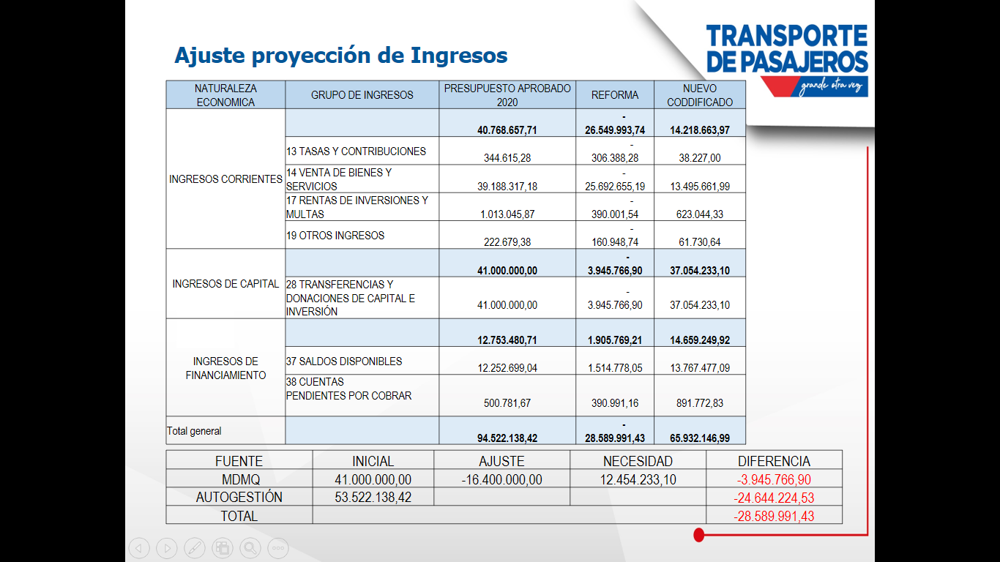 TRANSPORTE
DE PASAJEROS
grande otra vez
Ajuste proyección de Ingresos
NATURALEZA
ECONOMICA
GRUPO DE INGRESOS
PRESUPUESTO APROBADO
2020
REFORMA
NUEVO
CODDIFICADO
INGRESOS CORRIENTES
40.768.657,71
-
26.549.993,74
14.218.663,97
13 TASAS Y CONTRIBUCIONES
344.615,28
-
306.388,28
38.227,00
14 VENTA DE BIENES Y
SERVICIOS
39.188.317,18
-
25.692.655,19
13.495.661,99
17 RENTAS DE INVERSIONES Y
MULTAS
1.013.045,87
-
390.001,54
623.044,33
19 OTROS INGRESOS
222.679,38
-
160.948,74
61.730,64
INGRESOS DE CAPITAL
41.000.000,00
-
3.945.766,90
37.054.233,10
28 TRANSFERENCIAS Y
DONACIONES DE CAPITAL E
INVERSIÓN
41.000.000,00
-
3.945.766,90
37.054.233,10
INGRESOS DE
FINANCIAMIENTO
12.753.480,71
1.905.769,21
14.659.249,92
37 SALDOS DISPONIBLES
12.252.699,04
1.514.778,05
13.767.477,09
38 CUENTAS
PENDIENTES POR COBRAR
500.781,67
390.991,16
891.772,83
Total general
94.522.138,42
-
28.589.991,43
65.932.146,99
FUENTE INICIAL AJUSTE NECESIDAD DIFERENCIA
MDMQ 41.000.000,00 -16.400.000,00 12.454.233,10 -3.945.766,90
AUTOGESTIÓN 53.522.138,42 -24.644.224,53
TOTAL -28.589.991,43